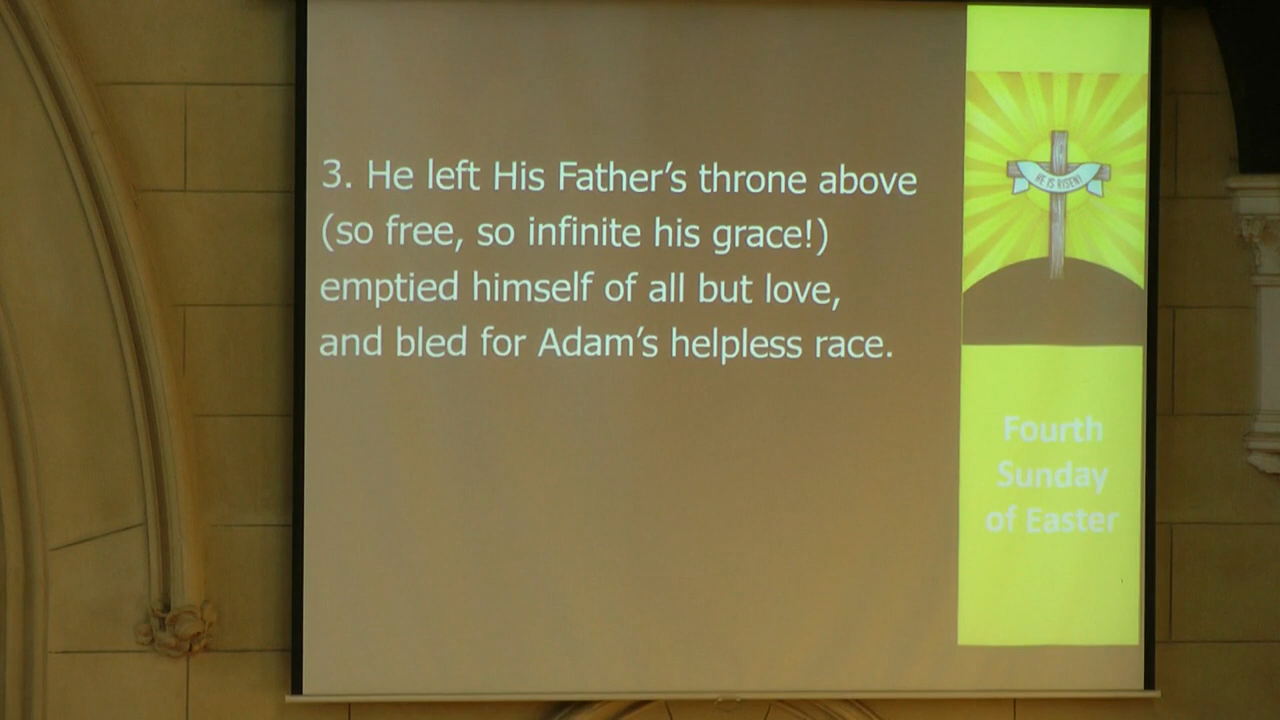 3. He left His Father’s throne above
(so free, so infinite his grace!)
emptied himself of all but love,
and bled for Adam’s helpless race.
HE IS RISEN!
Fourth
Sunday
of Easter